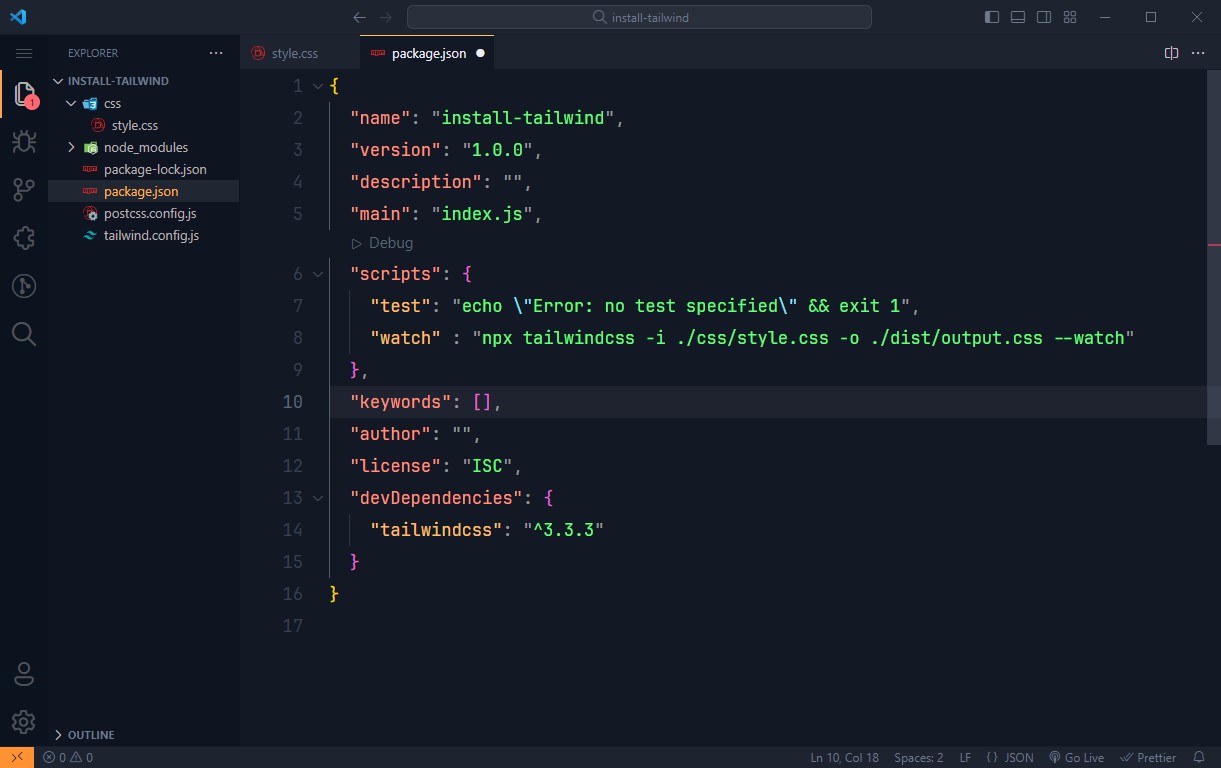 install-tailwind
EXPLORER
style.css
package.json
1
INSTALL-TAILWIND
css
style.css
node_modules
package-lock.json
package.json
postcss.config.js
tailwind.config.js
OUTLINE
1 {
2 "name": "install-tailwind",
3 "version": "1.0.0",
4 "description": "",
5 "main": "index.js",
Debug
6 "scripts": {
7 "test": "echo \"Error: no test specified\" && exit 1",
8 "watch" : "npx tailwindcss -i ./css/style.css -o ./dist/output.css --watch"
9 },
10 "keywords": [],
11 "author": "",
12 "license": "ISC",
13 "devDependencies": {
14 "tailwindcss": "^3.3.3"
15 }
16 }
17
0 0 Ln 10, Col 18 Spaces: 2 LF {} JSON Go Live Prettier